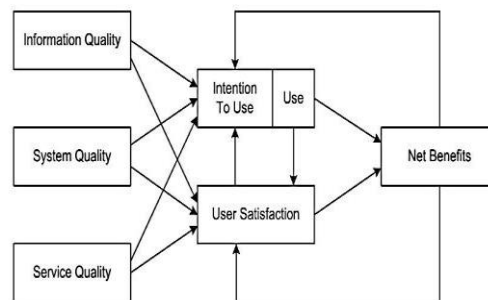 Information Quality
Intention
To Use
Use
System Quality
Net Benefits
User Satisfaction
Service Quality